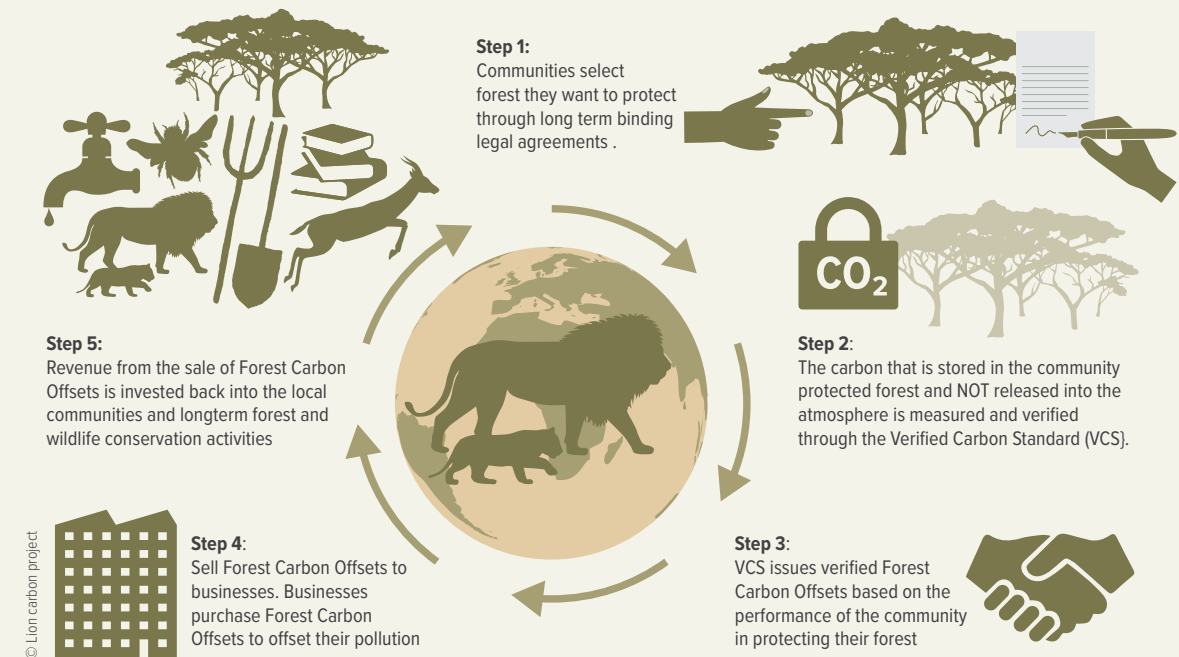 Step 1:
Communities select
forest they want to protect
through long term binding
legal agreements .
CO₂
Step 2:
The carbon that is stored in the community
protected forest and NOT released into the
atmosphere is measured and verified
through the Verified Carbon Standard (VCS}.
Step 3:
VCS issues verified Forest
Carbon Offsets based on the
performance of the community
in protecting their forest
Step 4:
Sell Forest Carbon Offsets to
businesses. Businesses
purchase Forest Carbon
Offsets to offset their pollution
Step 5:
Revenue from the sale of Forest Carbon
Offsets is invested back into the local
communities and longterm forest and
wildlife conservation activities
© Lion carbon project